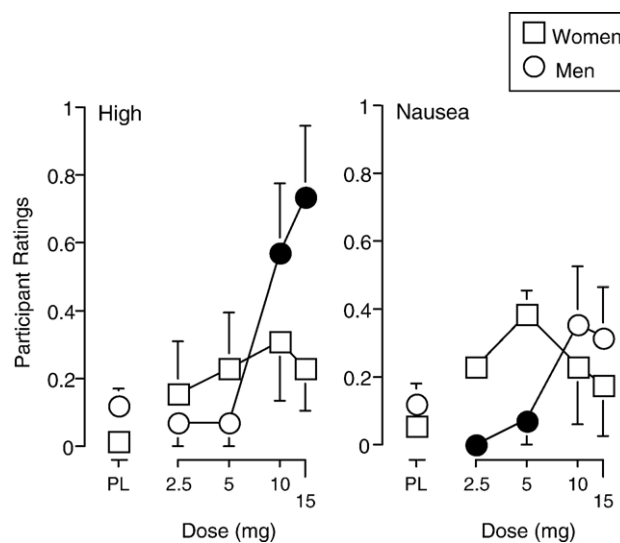 Women
Men
High
Nausea
1
0.8
0.6
0.4
0.2
0
1
0.8
0.6
0.4
0.2
0
Participant Ratings
PL 2.5 5 10 15
PL 2.5 5 10 15
Dose (mg)
Dose (mg)